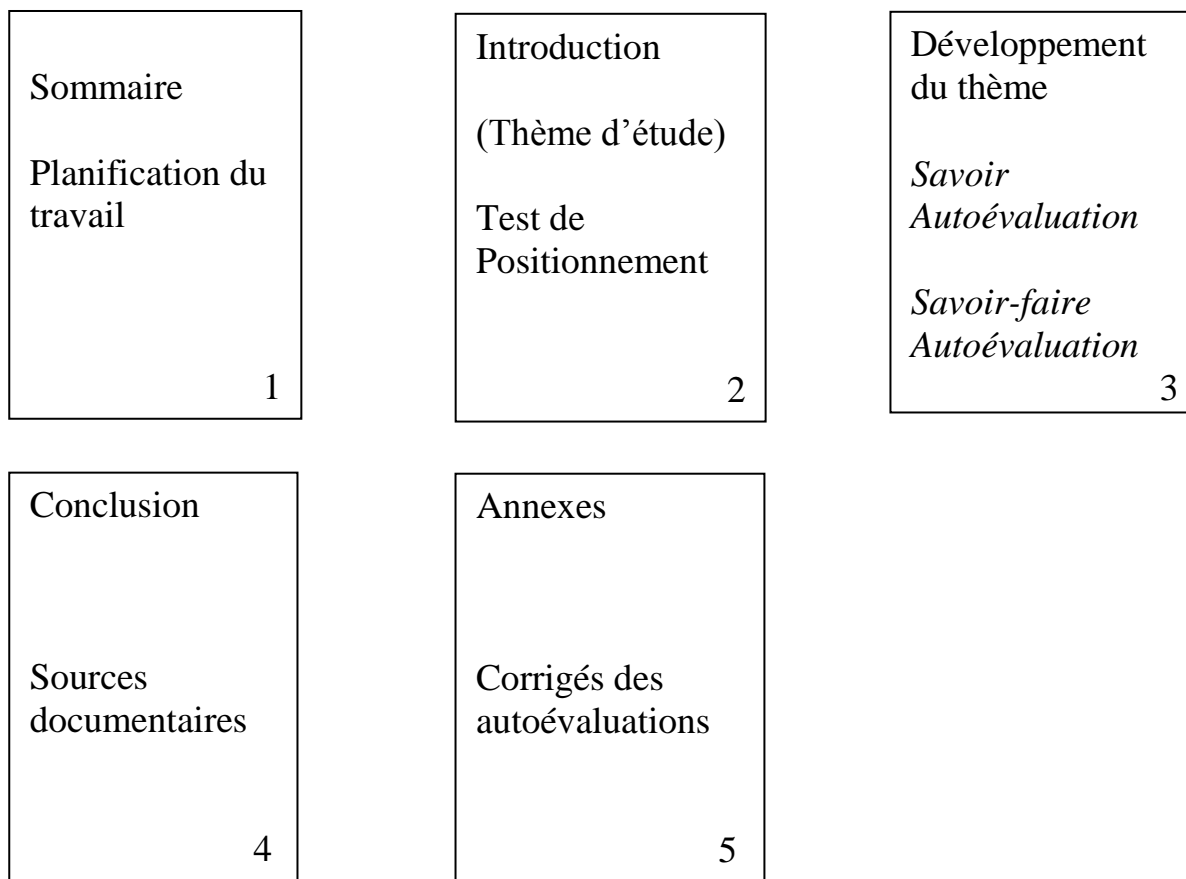 Sommaire
Planification du
travail
1
Introduction
(Thème d’étude)
Test de
Positionnement
2
Développement
du thème
Savoir
Autoévaluation
Savoir-faire
Autoévaluation
3
Conclusion
Sources
documentaires
4
Annexes
Corrigés des
autoévaluations
5